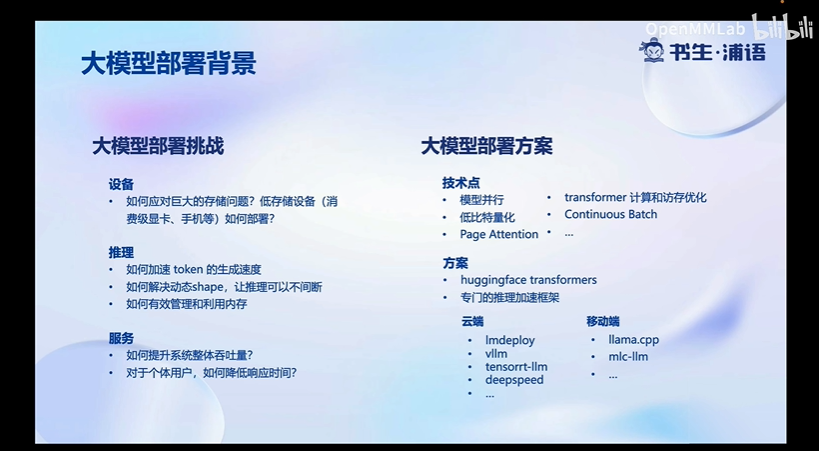 OpenMMLab bilibili
大模型部署背景
书生·浦语
大模型部署挑战
设备
• 如何应对巨大的存储问题？低存储设备（消
费级显卡、手机等）如何部署？
推理
• 如何加速 token 的生成速度
• 如何解决动态shape，让推理可以不间断
• 如何有效管理和利用内存
服务
• 如何提升系统整体吞吐量？
• 对于个体用户，如何降低响应时间？
大模型部署方案
技术点
• 模型并行
• 低比特量化
• Page Attention
• transformer 计算和访存优化
• Continuous Batch
• ...
方案
• huggingface transformers
• 专门的推理加速框架
云端
• lmdeploy
• vllm
• tensorrt-llm
• deepspeed
• ...
移动端
• llama.cpp
• mlc-llm
• ...